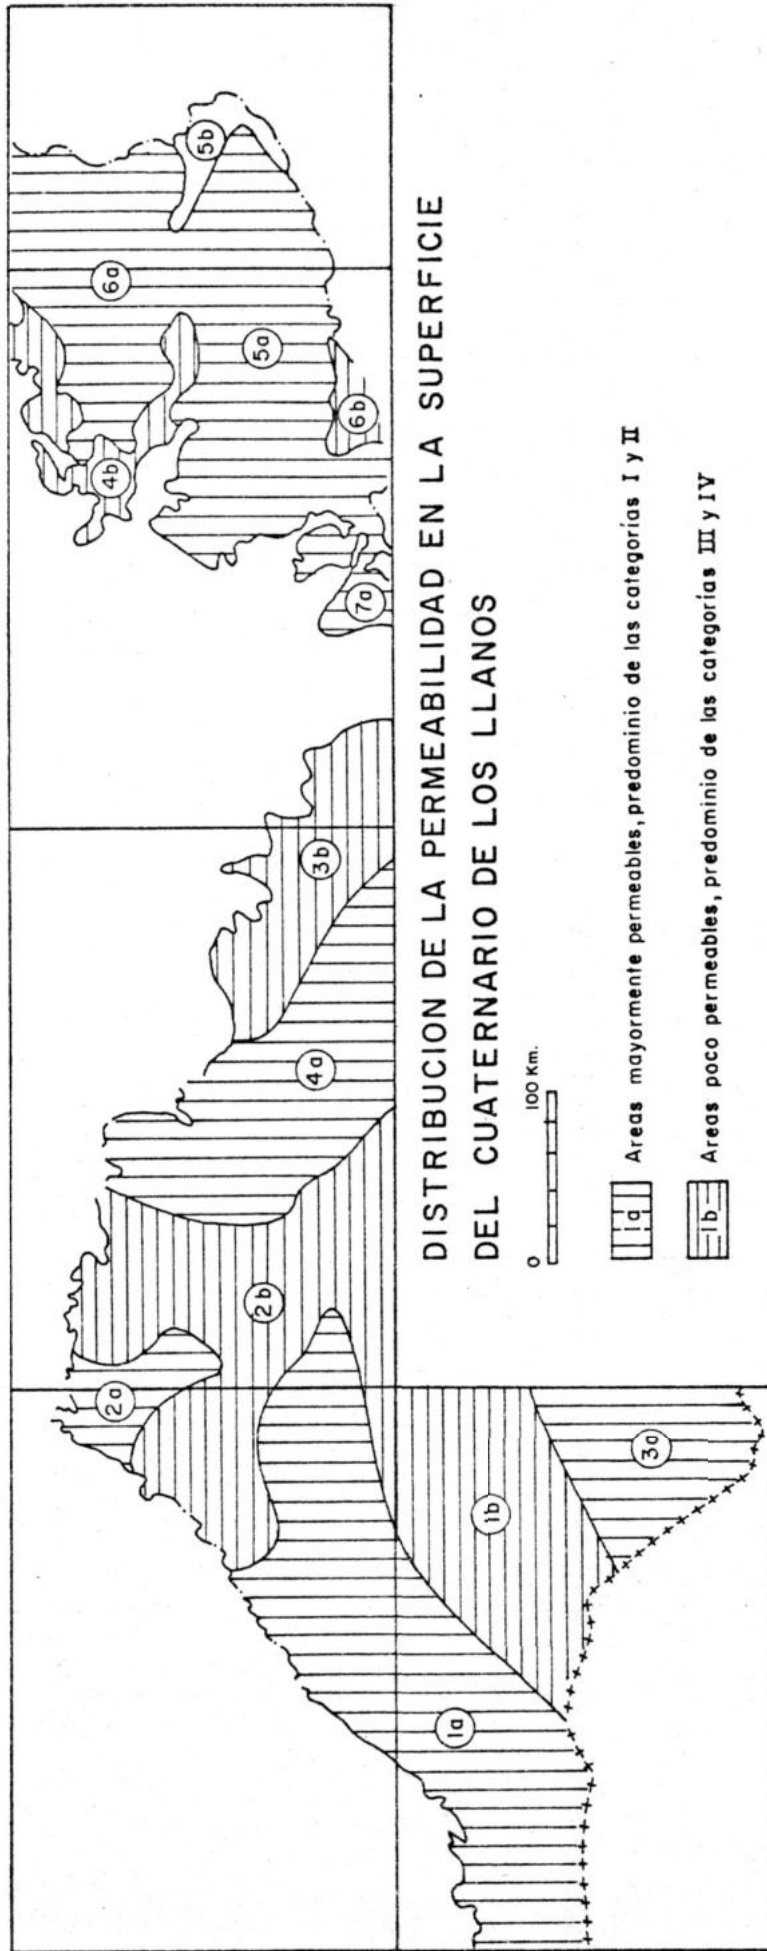 DISTRIBUCION DE LA PERMEABILIDAD EN LA SUPERFICIE
DEL CUATERNARIO DE LOS LLANOS
0 100 Km.
1a Areas mayormente permeables, predominio de las categorías I y II
1b Areas poco permeables, predominio de las categorías III y IV
1a
1b
2a
2b
3a
3b
4a
4b
5a
5b
6a
6b
7a